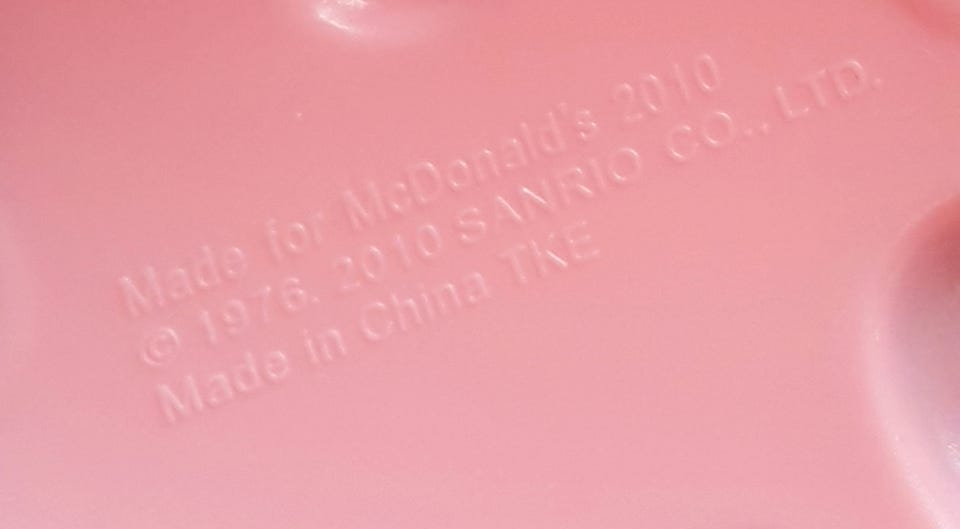 Made for McDonald's 2010
© 1976, 2010 SANRIO CO., LTD.
Made in China TKE